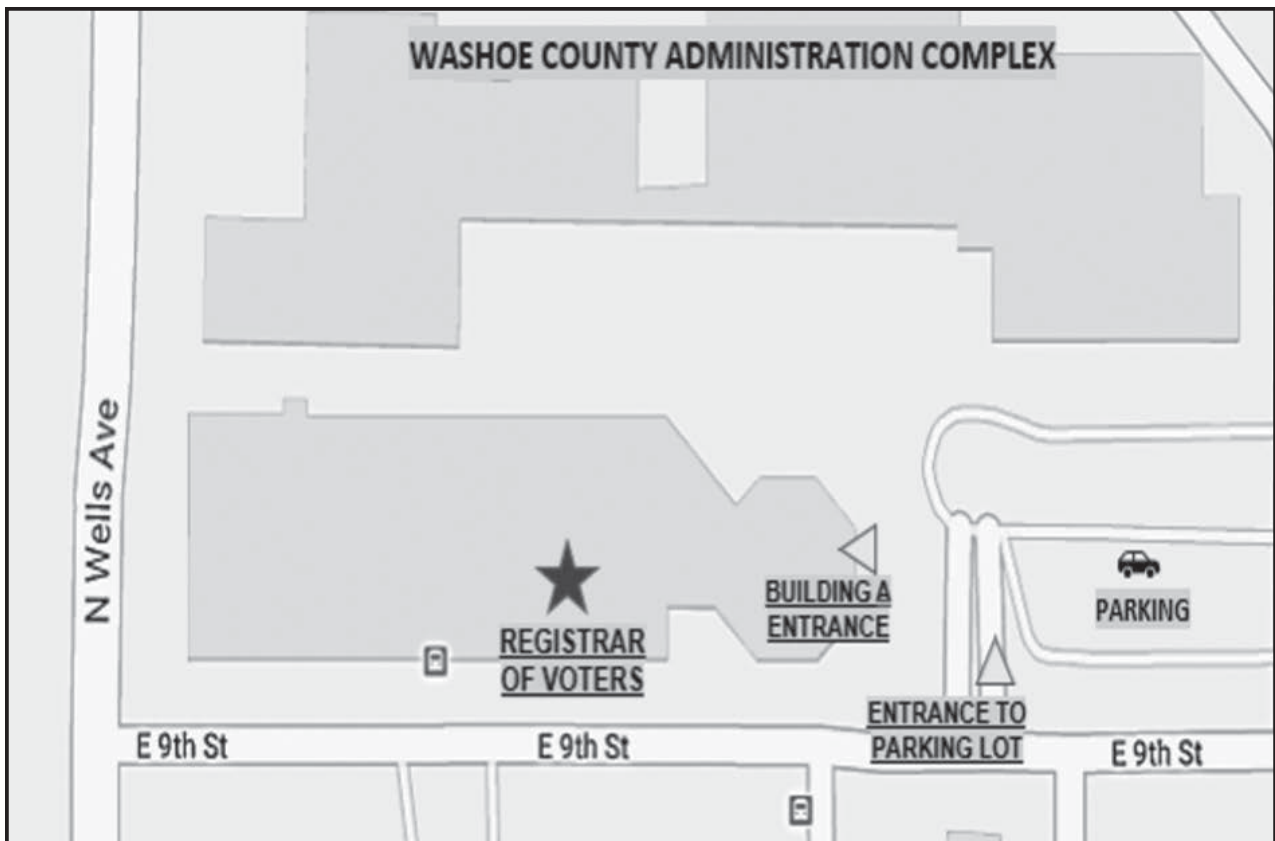 WASHOE COUNTY ADMINISTRATION COMPLEX
N Wells Ave
BUILDING A
ENTRANCE
PARKING
REGISTRAR
OF VOTERS
ENTRANCE TO
PARKING LOT
E 9th St
E 9th St
E 9th St